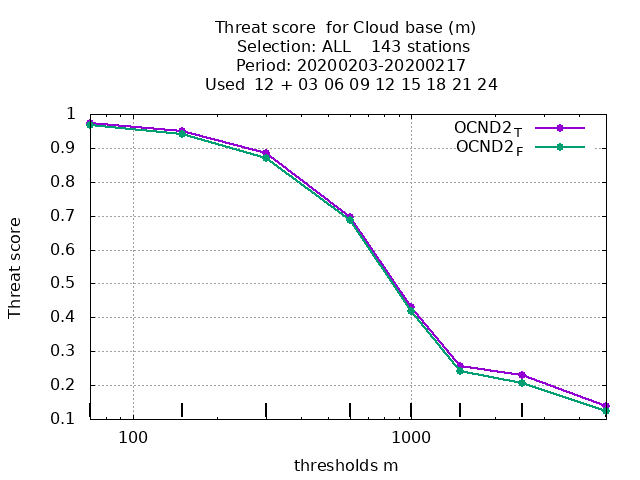 Threat score  for Cloud base (m)
Selection: ALL    143 stations
Period: 20200203-20200217
Used  12 + 03 06 09 12 15 18 21 24
OCND2T
OCND2F
1
0.9
0.8
0.7
0.6
0.5
0.4
0.3
0.2
0.1
Threat score
100
1000
thresholds m